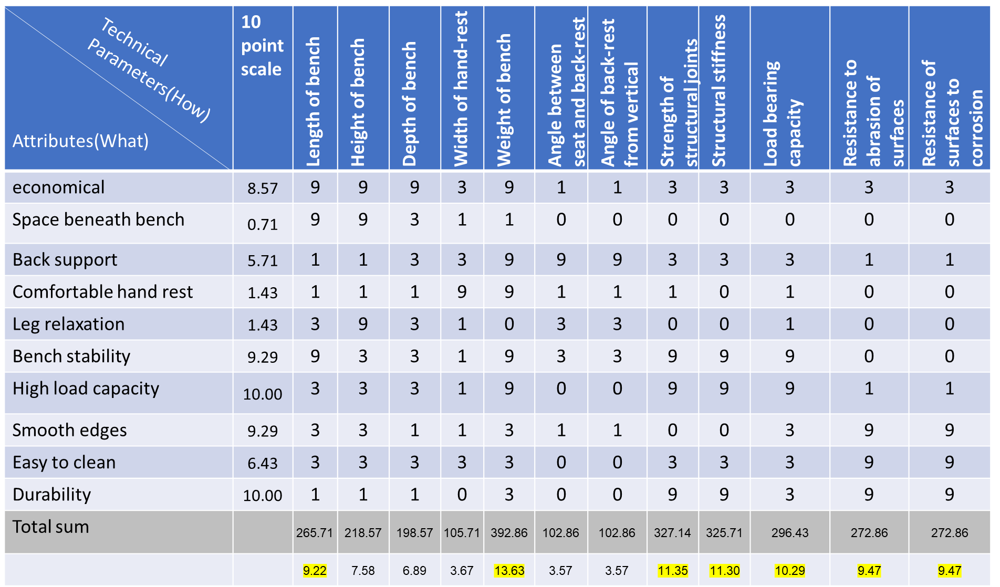 Technical Parameters(How)
Attributes(What)
10 point scale
Length of bench
Height of bench
Depth of bench
Width of hand-rest
Weight of bench
Angle between seat and back-rest
Angle of back-rest from vertical
Strength of structural joints
Structural stiffness
Load bearing capacity
Resistance to abrasion of surfaces
Resistance of surfaces to corrosion
economical 8.57 9 9 9 3 9 1 1 3 3 3 3 3
Space beneath bench 0.71 9 9 3 1 1 0 0 0 0 0 0 0
Back support 5.71 1 1 3 3 9 9 9 3 3 3 1 1
Comfortable hand rest 1.43 1 1 1 9 9 1 1 1 0 1 0 0
Leg relaxation 1.43 3 9 3 1 0 3 3 0 0 1 0 0
Bench stability 9.29 9 3 3 1 9 3 3 9 9 9 0 0
High load capacity 10.00 3 3 3 1 9 0 0 9 9 9 1 1
Smooth edges 9.29 3 3 1 1 3 1 1 0 0 3 9 9
Easy to clean 6.43 3 3 3 3 3 0 0 3 3 3 9 9
Durability 10.00 1 1 1 0 3 0 0 9 9 3 9 9
Total sum 265.71 218.57 198.57 105.71 392.86 102.86 102.86 327.14 325.71 296.43 272.86 272.86
9.22 7.58 6.89 3.67 13.63 3.57 3.57 11.35 11.30 10.29 9.47 9.47